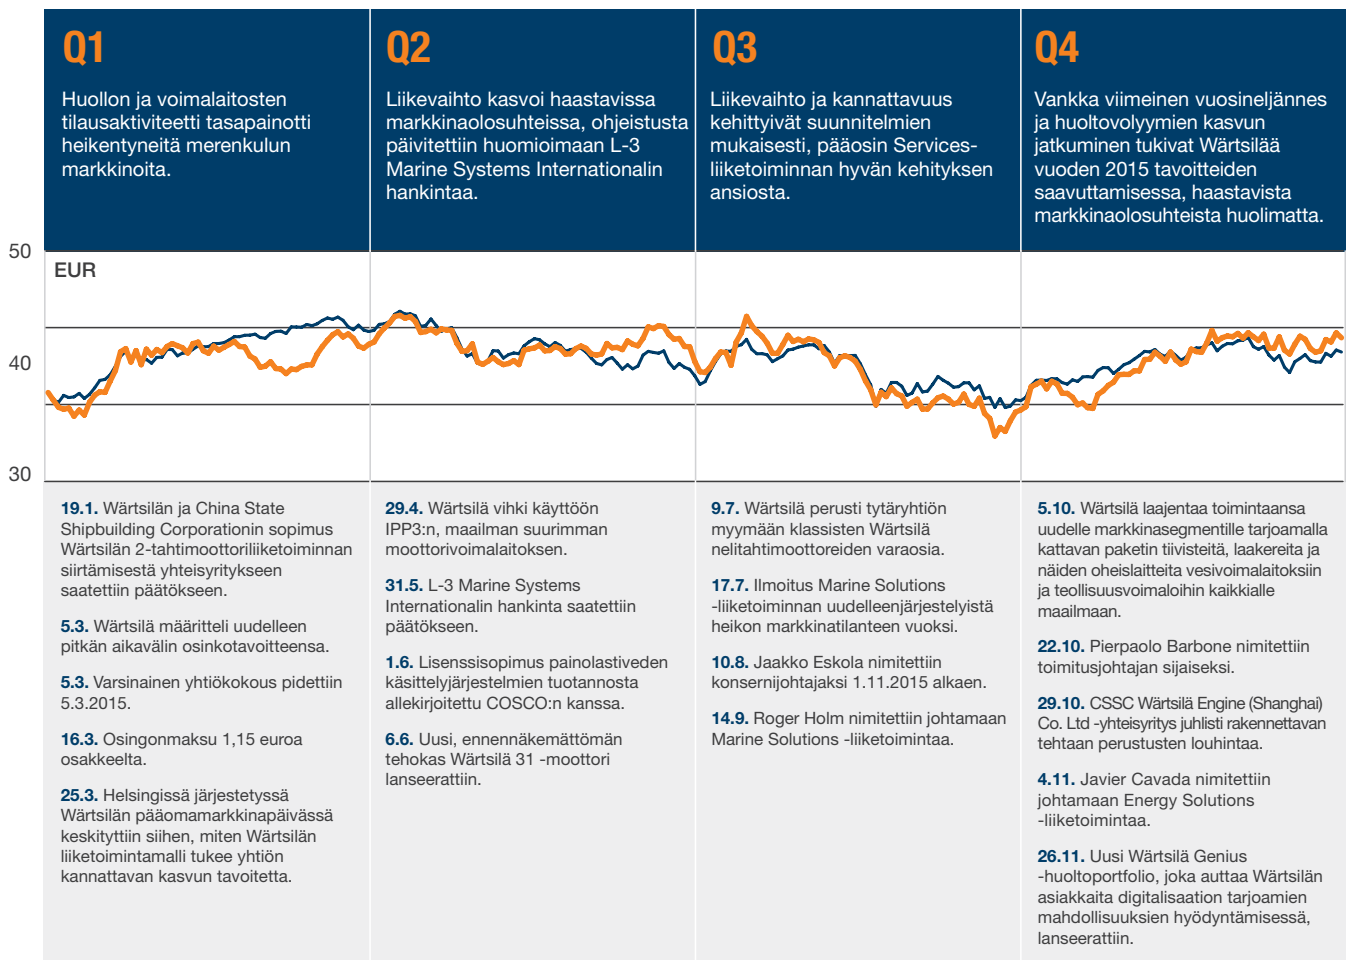 Q1
Huollon ja voimalaitosten
tilausaktiviteetti tasapainotti
heikentyneitä merenkulun
markkinoita.
Q2
Liikevaihto kasvoi haastavissa
markkinaolosuhteissa, ohjeistusta
päivitettiin huomioimaan L-3
Marine Systems Internationalin
hankintaa.
Q3
Liikevaihto ja kannattavuus
kehittyivät suunnitelmien
mukaisesti, pääosin Services-
liiketoiminnan hyvän kehityksen
ansiosta.
Q4
Vankka viimeinen vuosineljännes
ja huoltovolyymien kasvun
jatkuminen tukivat Wärtsilää
vuoden 2015 tavoitteiden
saavuttamisessa, haastavista
markkinaolosuhteista huolimatta.
50
EUR
40
30
19.1. Wärtsilän ja China State
Shipbuilding Corporationin sopimus
Wärtsilän 2-tahtimoottoriliiketoiminnan
siirtämisestä yhteisyritykseen
saatettiin päätökseen.
5.3. Wärtsilä määritteli uudelleen
pitkän aikavälin osinkotavoitteensa.
5.3. Varsinainen yhtiökokous pidettiin
5.3.2015.
16.3. Osingonmaksu 1,15 euroa
osakkeelta.
25.3. Helsingissä järjestetyssä
Wärtsilän pääomamarkkinapäivässä
keskityttiin siihen, miten Wärtsilän
liiketoimintamalli tukee yhtiön
kannattavan kasvun tavoitetta.
29.4. Wärtsilä vihki käyttöön
IPP3:n, maailman suurimman
moottorivoimalaitoksen.
31.5. L-3 Marine Systems
Internationalin hankinta saatettiin
päätökseen.
1.6. Lisenssisopimus painolastiveden
käsittelyjärjestelmien tuotannosta
allekirjoitettu COSCO:n kanssa.
6.6. Uusi, ennennäkemättömän
tehokas Wärtsilä 31 -moottori
lanseerattiin.
9.7. Wärtsilä perusti tytäryhtiön
myymään klassisten Wärtsilä
nelitahtimoottoreiden varaosia.
17.7. Ilmoitus Marine Solutions
-liiketoiminnan uudelleenjärjestelyistä
heikon markkinatilanteen vuoksi.
10.8. Jaakko Eskola nimitettiin
konsernijohtajaksi 1.11.2015 alkaen.
14.9. Roger Holm nimitettiin johtamaan
Marine Solutions -liiketoimintaa.
5.10. Wärtsilä laajentaa toimintaansa
uudelle markkinasegmentille tarjoamalla
kattavan paketin tiivisteitä, laakereita ja
näiden oheislaitteita vesivoimalaitoksiin
ja teollisuusvoimaloihin kaikkialle
maailmaan.
22.10. Pierpaolo Barbone nimitettiin
toimitusjohtajan sijaiseksi.
29.10. CSSC Wärtsilä Engine (Shanghai)
Co. Ltd -yhteisyritys juhlisti rakennettavan
tehtaan perustusten louhintaa.
4.11. Javier Cavada nimitettiin
johtamaan Energy Solutions
-liiketoimintaa.
26.11. Uusi Wärtsilä Genius
-huoltoportfolio, joka auttaa Wärtsilän
asiakkaita digitalisaation tarjoamien
mahdollisuuksien hyödyntämisessä,
lanseerattiin.